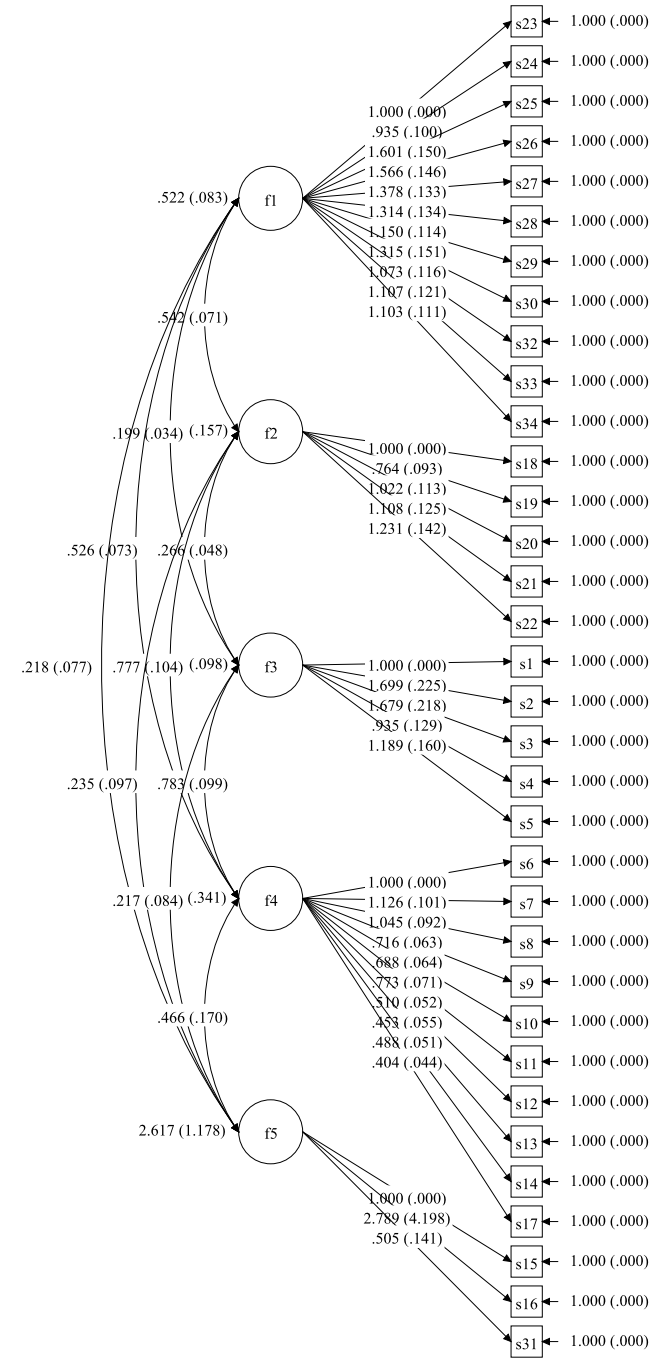 s23 1.000 (.000)
s24 1.000 (.000)
s25 1.000 (.000)
1.000 (.000)
.935 (.100)
s26 1.000 (.000)
1.601 (.150)
1.566 (.146)
s27 1.000 (.000)
1.378 (.133)
.522 (.083) f1
1.314 (.134)
s28 1.000 (.000)
1.150 (.114)
1.315 (.151)
s29 1.000 (.000)
1.073 (.116)
1.107 (.121)
s30 1.000 (.000)
1.103 (.111)
.542 (.071)
s32 1.000 (.000)
s33 1.000 (.000)
s34 1.000 (.000)
.199 (.034) (.157) f2
1.000 (.000)
s18 1.000 (.000)
.764 (.093)
1.022 (.113)
s19 1.000 (.000)
1.108 (.125)
1.231 (.142)
s20 1.000 (.000)
.526 (.073) .266 (.048)
s21 1.000 (.000)
s22 1.000 (.000)
s1 1.000 (.000)
.218 (.077) .777 (.104) (.098) f3 1.000 (.000)
1.699 (.225)
s2 1.000 (.000)
1.679 (.218)
.935 (.129)
s3 1.000 (.000)
1.189 (.160)
.235 (.097) .783 (.099)
s4 1.000 (.000)
s5 1.000 (.000)
s6 1.000 (.000)
1.000 (.000)
.217 (.084) (.341) f4
1.126 (.101) s7 1.000 (.000)
1.045 (.092)
s8 1.000 (.000)
.716 (.063)
.688 (.064)
s9 1.000 (.000)
.773 (.071)
.510 (.052)
.466 (.170)
.453 (.055) s10 1.000 (.000)
.488 (.051)
.404 (.044) s11 1.000 (.000)
s12 1.000 (.000)
2.617 (1.178) f5
s13 1.000 (.000)
s14 1.000 (.000)
1.000 (.000)
2.789 (4.198) s17 1.000 (.000)
.505 (.141)
s15 1.000 (.000)
s16 1.000 (.000)
s31 1.000 (.000)